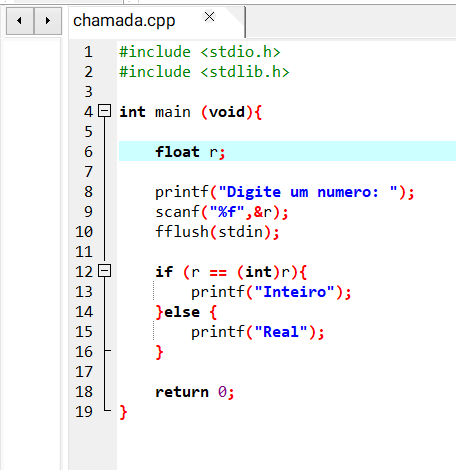 chamada.cpp
1 #include <stdio.h>
2 #include <stdlib.h>
3
4 int main (void){
5
6 float r;
7
8 printf("Digite um numero: ");
9 scanf("%f",&r);
10 fflush(stdin);
11
12 if (r == (int)r){
13 printf("Inteiro");
14 }else {
15 printf("Real");
16 }
17
18 return 0;
19 }